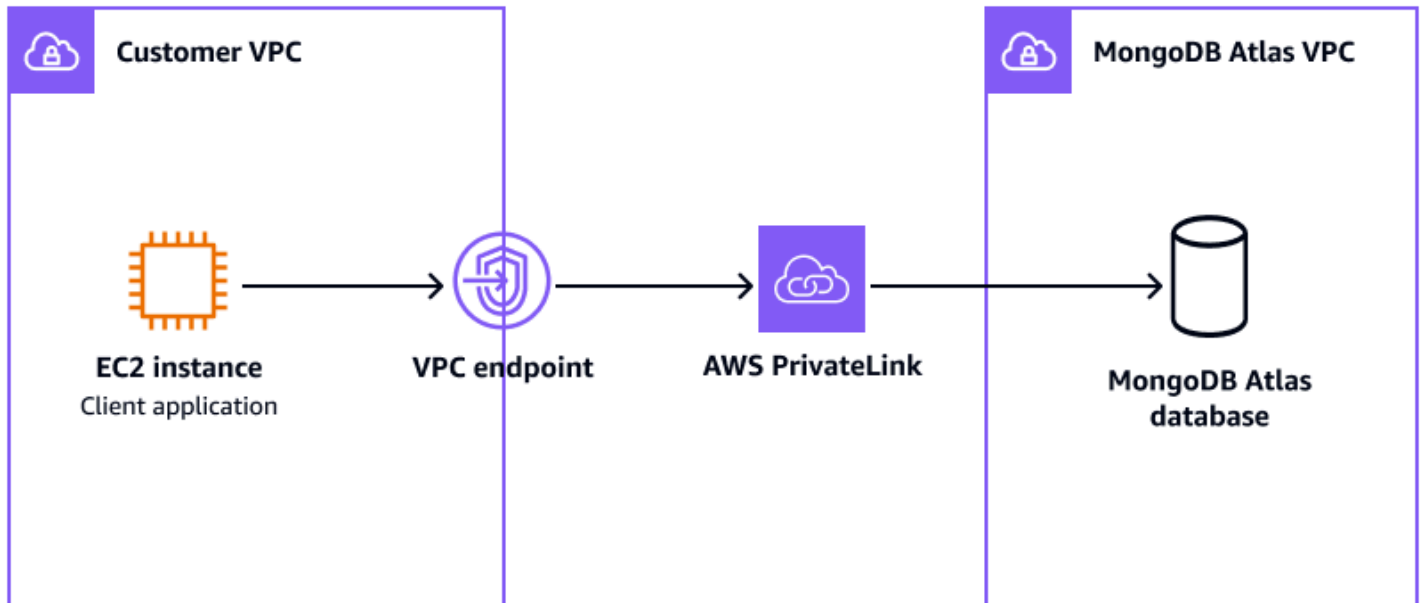 Customer VPC
MongoDB Atlas VPC
EC2 instance
Client application
VPC endpoint
AWS PrivateLink
MongoDB Atlas
database